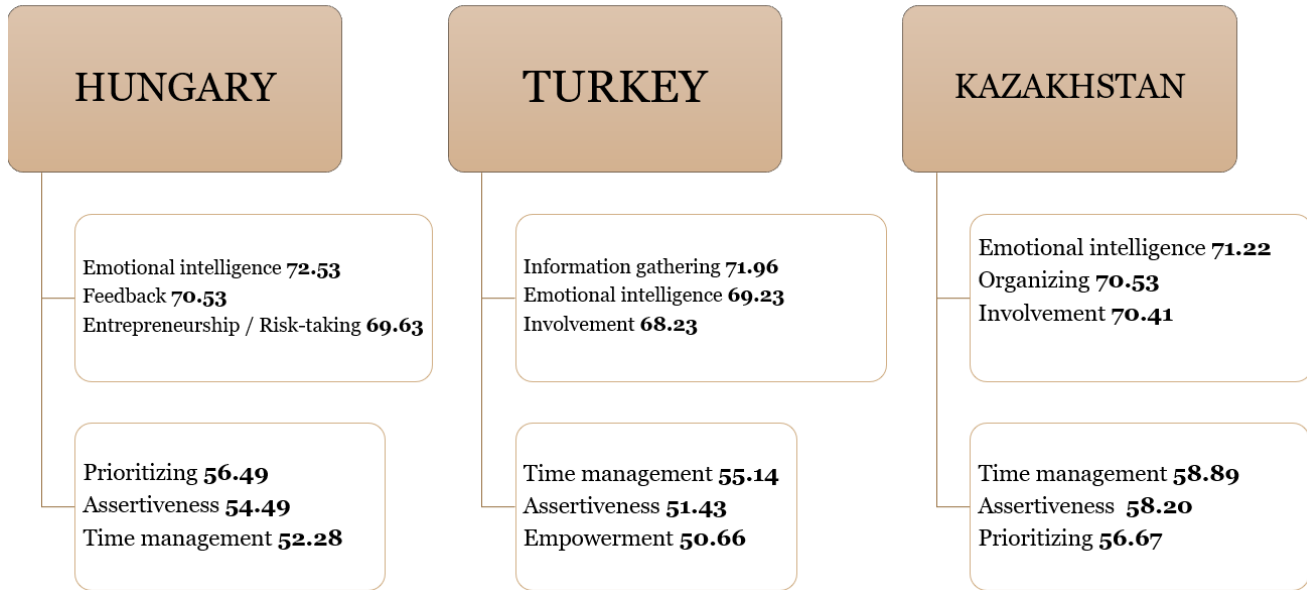 HUNGARY
Emotional intelligence 72.53
Feedback 70.53
Entrepreneurship / Risk-taking 69.63
Prioritizing 56.49
Assertiveness 54.49
Time management 52.28
TURKEY
Information gathering 71.96
Emotional intelligence 69.23
Involvement 68.23
Time management 55.14
Assertiveness 51.43
Empowerment 50.66
KAZAKHSTAN
Emotional intelligence 71.22
Organizing 70.53
Involvement 70.41
Time management 58.89
Assertiveness 58.20
Prioritizing 56.67